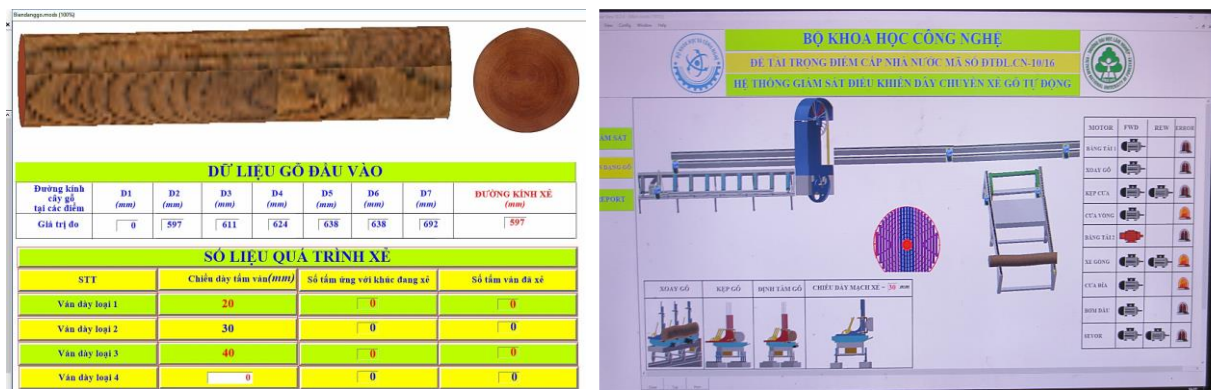 Biandanggo.mods [100%]
DỮ LIỆU GỖ ĐẦU VÀO
Đường kính cây gỗ tại các điểm
D1 (mm)
D2 (mm)
D3 (mm)
D4 (mm)
D5 (mm)
D6 (mm)
D7 (mm)
ĐƯỜNG KÍNH XẺ (mm)
Giá trị đo 0 597 611 624 638 638 692 597
SỐ LIỆU QUÁ TRÌNH XẺ
STT Chiều dày tấm ván(mm) Số tấm ứng với khúc đang xẻ Số tấm ván đã xẻ
Ván dày loại 1 20 0 0
Ván dày loại 2 30 0 0
Ván dày loại 3 40 0 0
Ván dày loại 4 0 0 0
BỘ KHOA HỌC CÔNG NGHỆ
ĐỀ TÀI TRỌNG ĐIỂM CẤP NHÀ NƯỚC MÃ SỐ ĐTĐL.CN-10/16
HỆ THỐNG GIÁM SÁT ĐIỀU KHIỂN DÂY CHUYỀN XẺ GỖ TỰ ĐỘNG
MOTOR FWD REW ERROR
BĂNG TẢI 1
XOAY GỖ
KẸP CƯA
CƯA VÒNG
BĂNG TẢI 2
XE GÒNG
CƯA ĐĨA
BƠM DẦU
XOAY GỖ KẸP GỖ ĐỊNH TÂM GỖ CHIỀU DÀY MẠCH XẺ = 30 mm